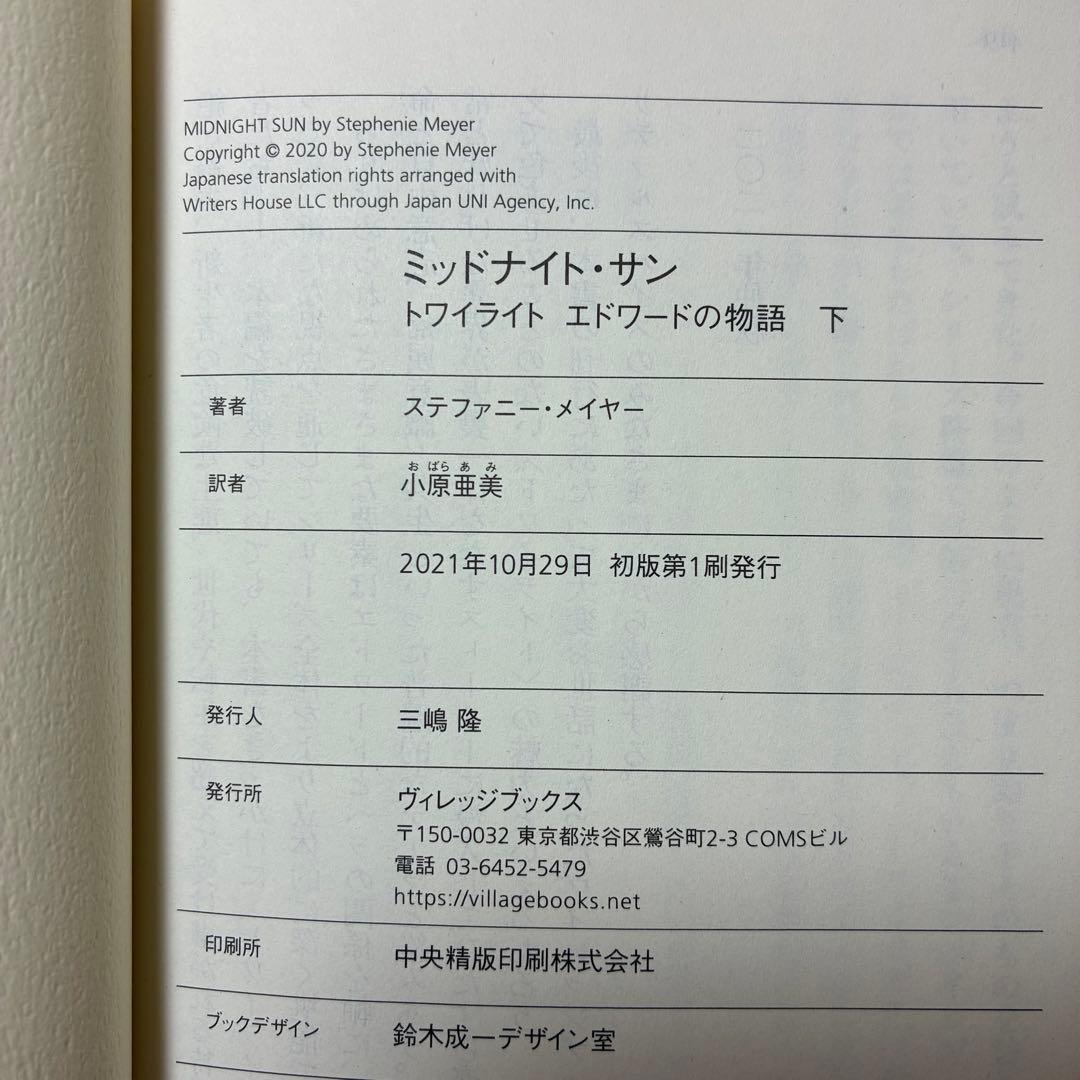 MIDNIGHT SUN by Stephenie Meyer
Copyright © 2020 by Stephenie Meyer
Japanese translation rights arranged with
Writers House LLC through Japan UNI Agency, Inc.
ミッドナイト・サン
トワイライト エドワードの物語 下
著者 ステファニー・メイヤー
おばら あみ
訳者 小原亜美
2021年10月29日 初版第1刷発行
発行人 三嶋 隆
発行所 ヴィレッジブックス
〒150-0032 東京都渋谷区鶯谷町2-3 COMSビル
電話 03-6452-5479
https://villagebooks.net
印刷所 中央精版印刷株式会社
ブックデザイン 鈴木成一デザイン室